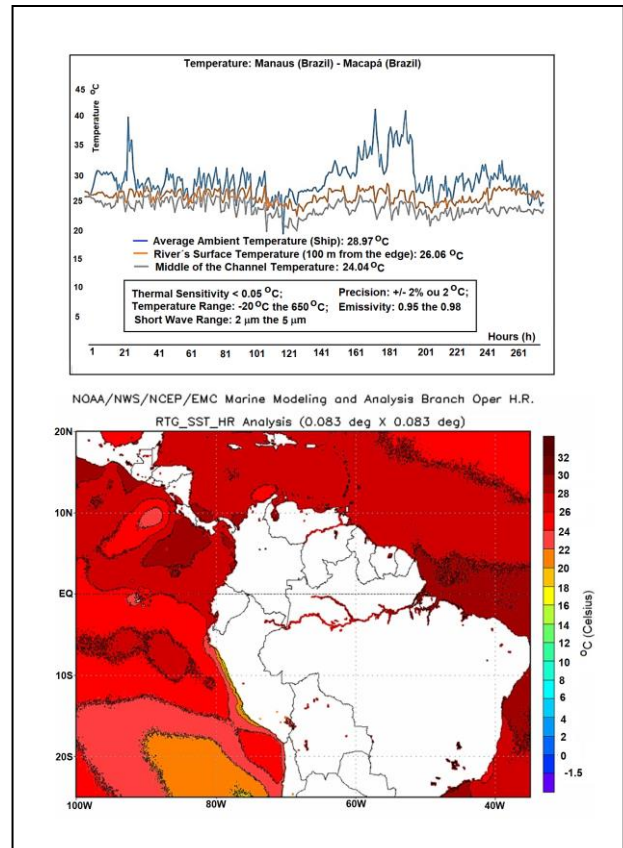 Temperature: Manaus (Brazil) - Macapá (Brazil)
Temperature °C
45
40
35
30
25
20
15
10
5
Average Ambient Temperature (Ship): 28.97 °C
River´s Surface Temperature (100 m from the edge): 26.06 °C
Middle of the Channel Temperature: 24.04 °C
Thermal Sensitivity < 0.05 °C; Precision: +/- 2% ou 2 °C;
Temperature Range: -20°C the 650°C; Emissivity: 0.95 the 0.98
Short Wave Range: 2 µm the 5 µm
Hours (h)
1 21 41 61 81 101 121 141 161 181 201 221 241 261
NOAA/NWS/NCEP/EMC Marine Modeling and Analysis Branch Oper H.R.
RTG_SST_HR Analysis (0.083 deg X 0.083 deg)
20N
10N
EQ
10S
20S
100W 80W 60W 40W
32
30
28
26
24
22
20
18
16
14
12
10
8
6
4
2
0
-1.5
°C (Celsius)